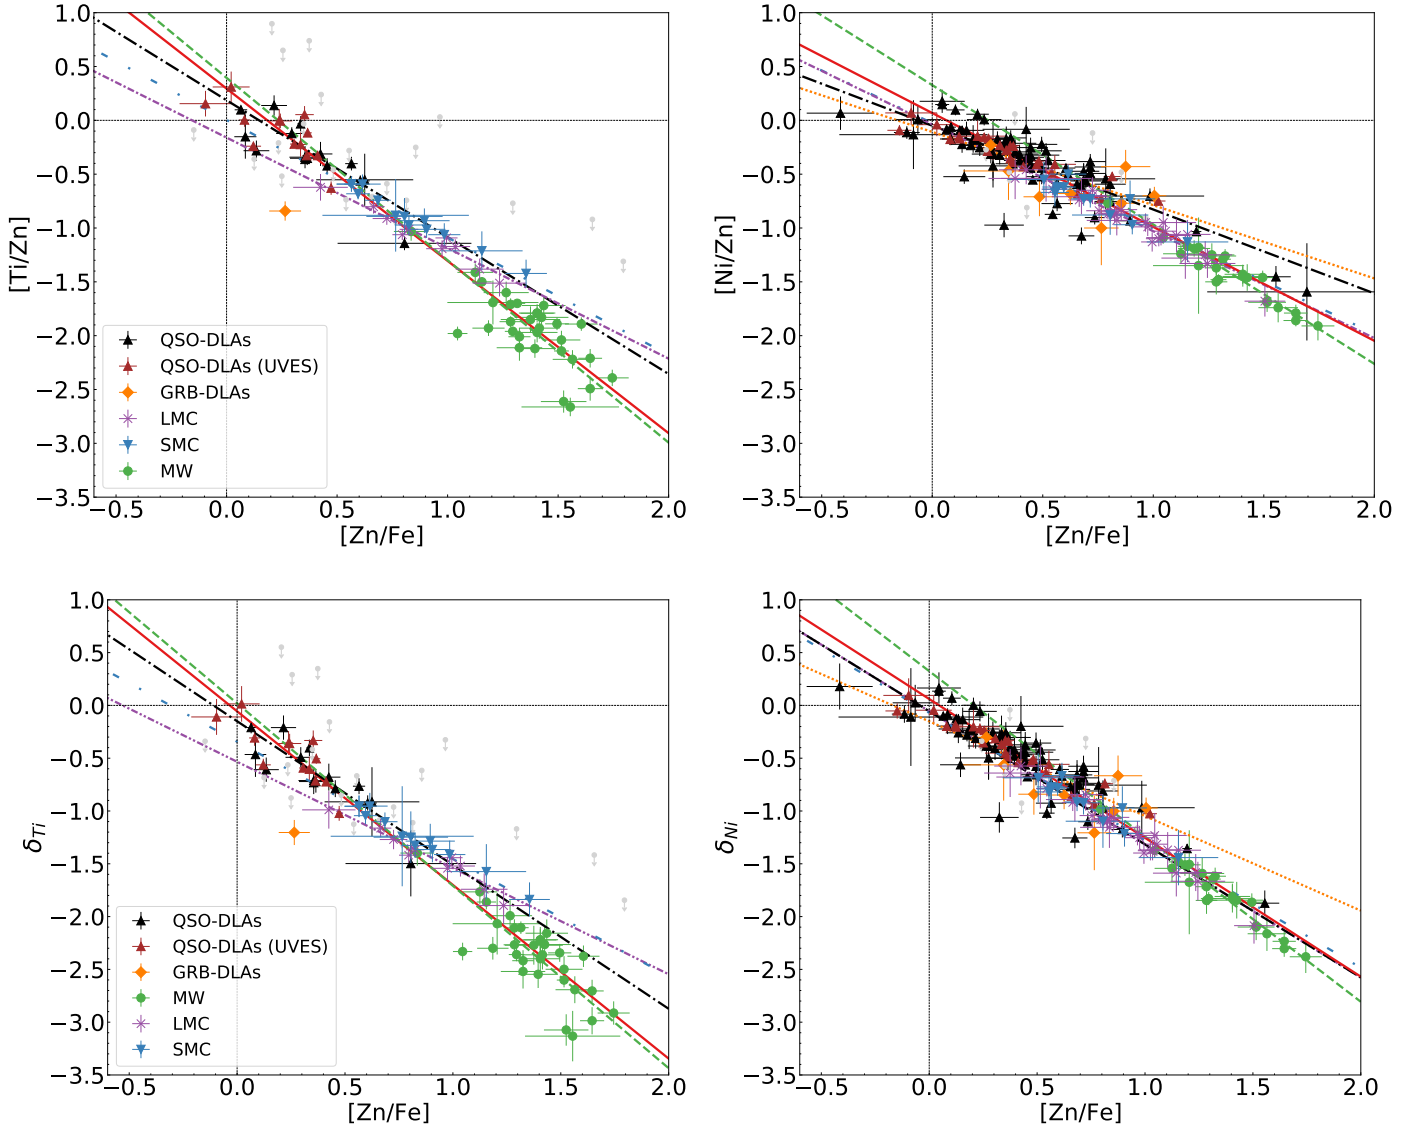 1.0
0.5
0.0
−0.5
−1.0
−1.5
−2.0
−2.5
−3.0
−3.5
[Ti/Zn]
QSO-DLAs
QSO-DLAs (UVES)
GRB-DLAs
LMC
SMC
MW
−0.5 0.0 0.5 1.0 1.5 2.0
[Zn/Fe]
1.0
0.5
0.0
−0.5
−1.0
−1.5
−2.0
−2.5
−3.0
−3.5
[Ni/Zn]
−0.5 0.0 0.5 1.0 1.5 2.0
[Zn/Fe]
1.0
0.5
0.0
−0.5
−1.0
−1.5
−2.0
−2.5
−3.0
−3.5
δTi
QSO-DLAs
QSO-DLAs (UVES)
GRB-DLAs
MW
LMC
SMC
−0.5 0.0 0.5 1.0 1.5 2.0
[Zn/Fe]
1.0
0.5
0.0
−0.5
−1.0
−1.5
−2.0
−2.5
−3.0
−3.5
δNi
−0.5 0.0 0.5 1.0 1.5 2.0
[Zn/Fe]